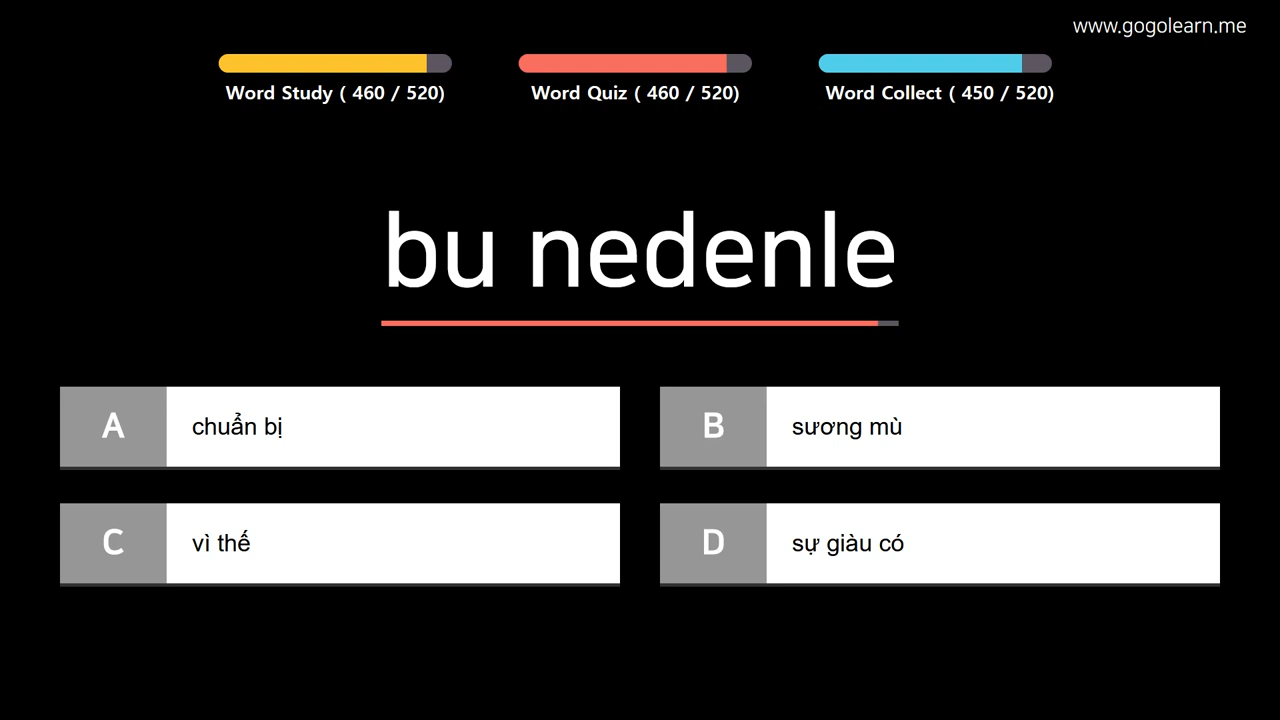 www.gogolearn.me
Word Study ( 460 / 520)
Word Quiz ( 460 / 520)
Word Collect ( 450 / 520)
bu nedenle
A chuẩn bị
B sương mù
C vì thế
D sự giàu có